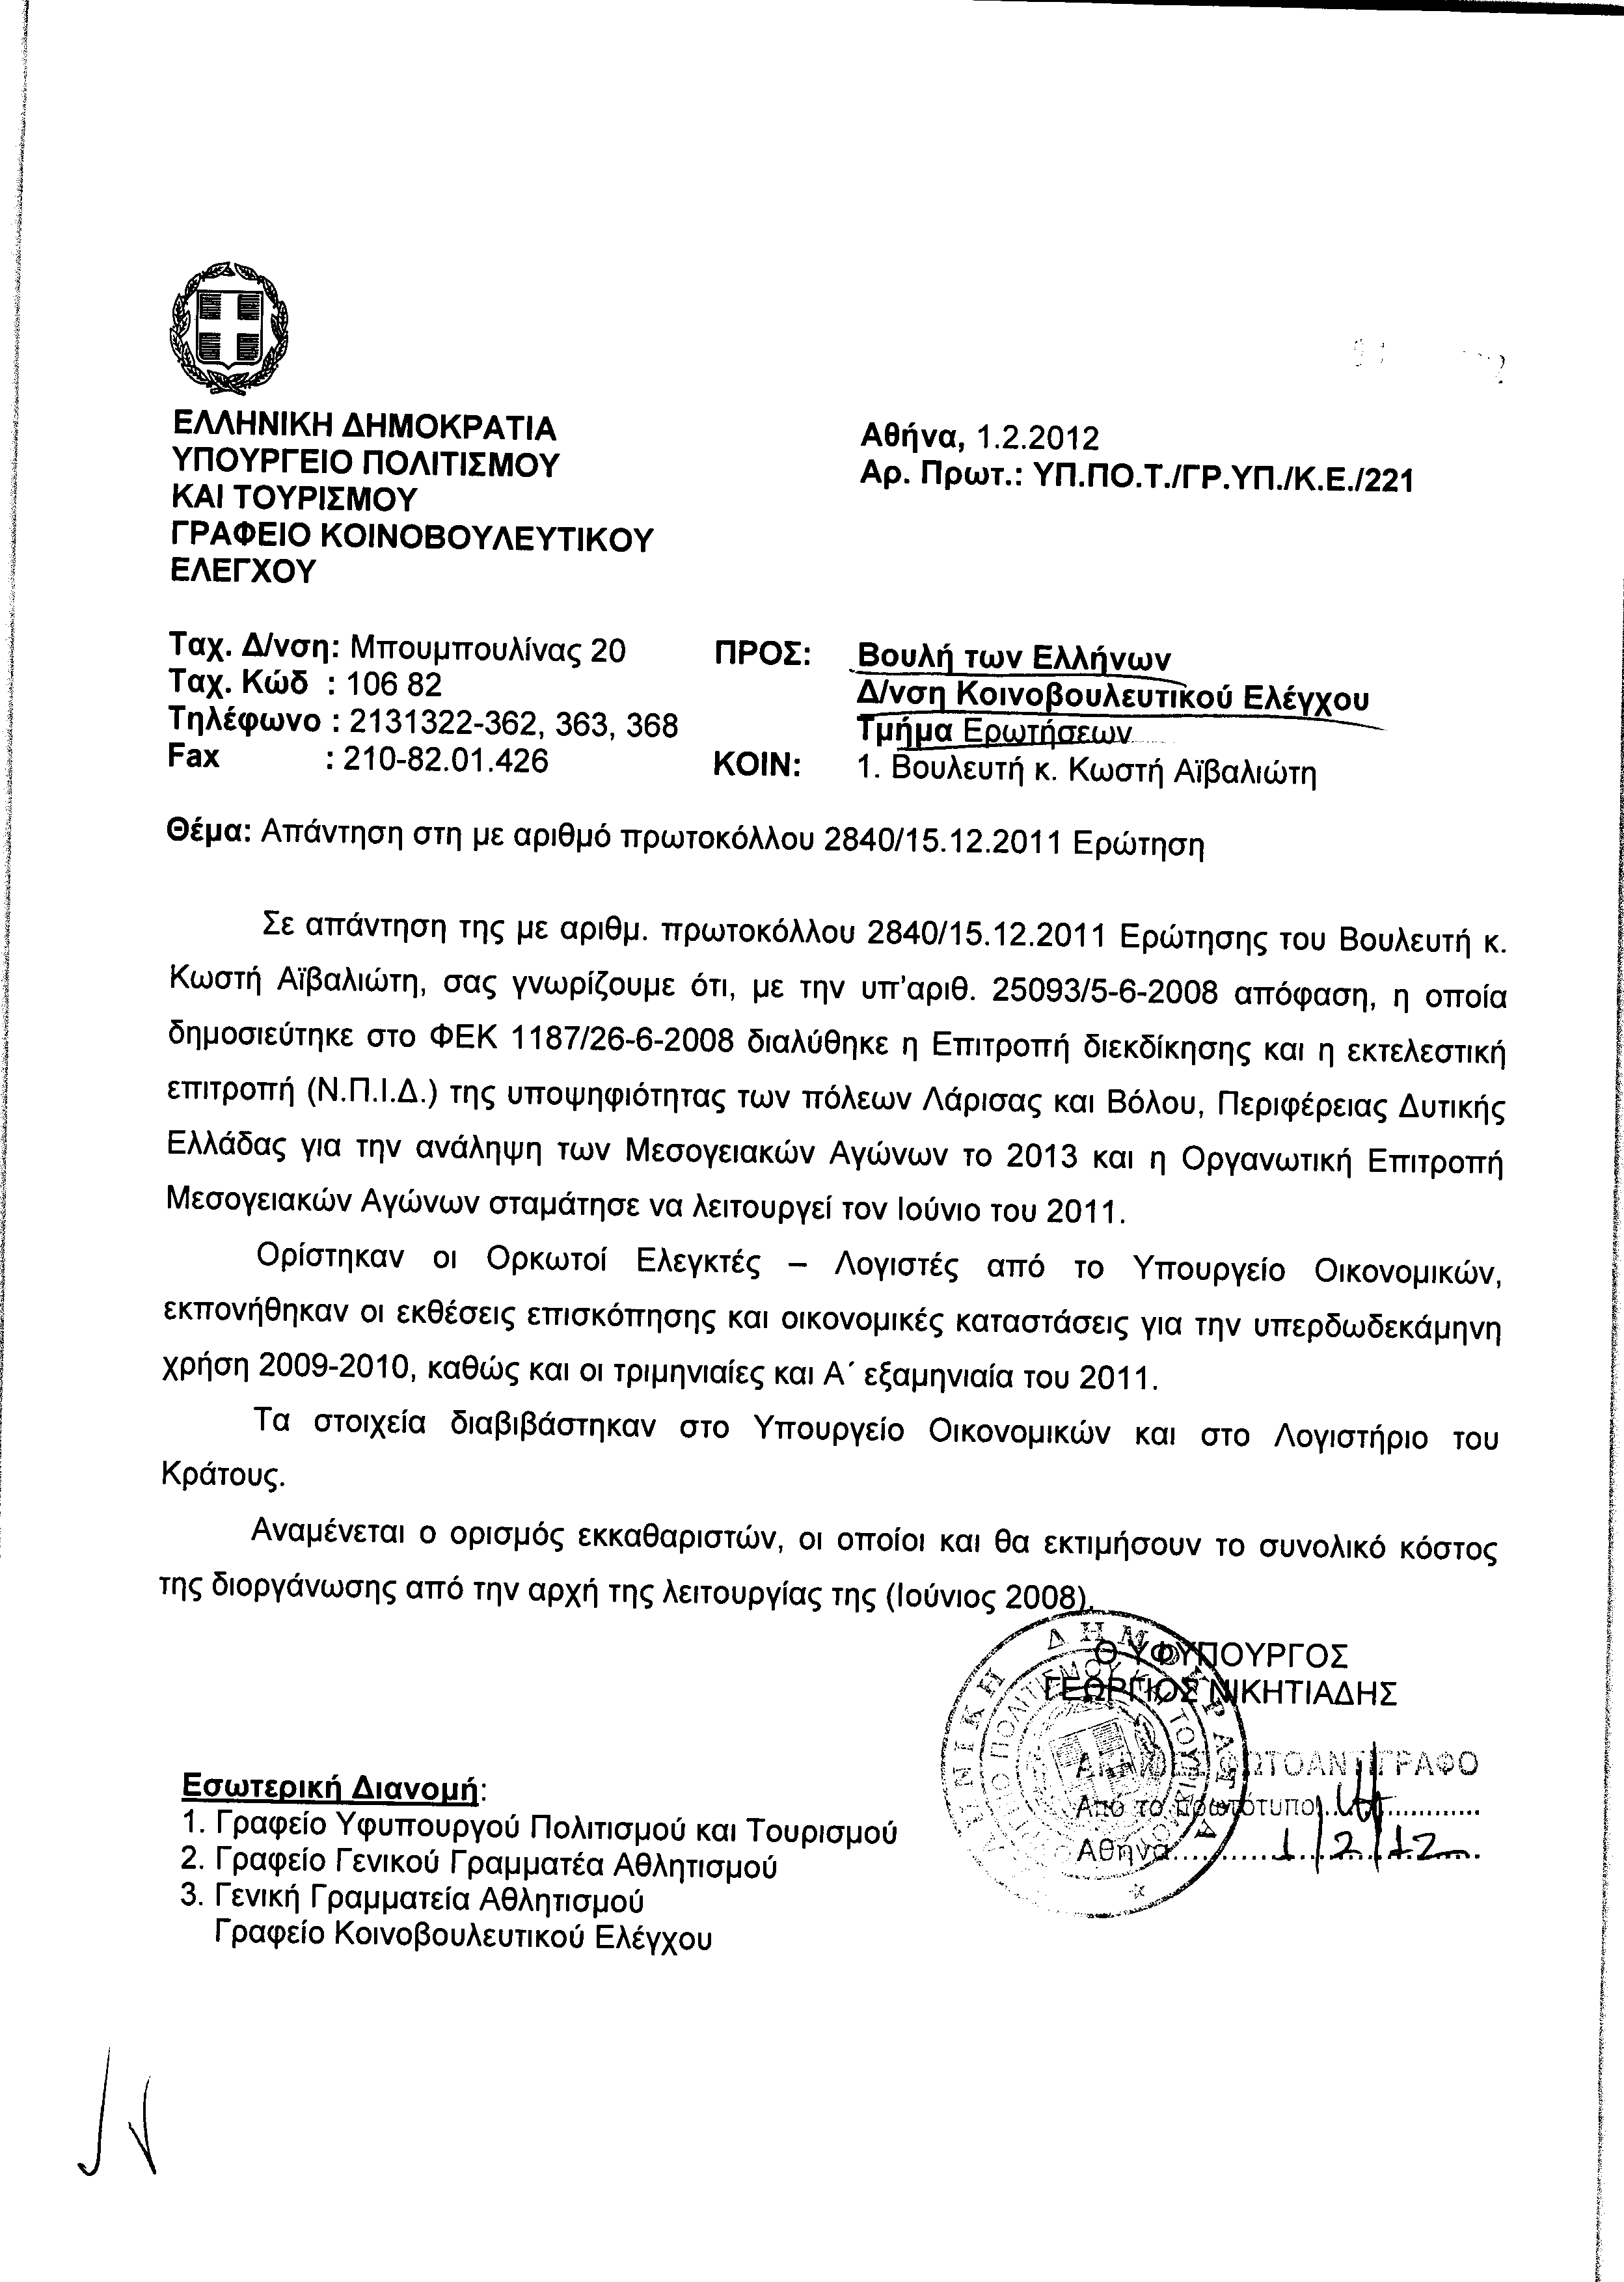 ΕΛΛΗΝΙΚΗ ΔΗΜΟΚΡΑΤΙΑ
ΥΠΟΥΡΓΕΙΟ ΠΟΛΙΤΙΣΜΟΥ
ΚΑΙ ΤΟΥΡΙΣΜΟΥ
ΓΡΑΦΕΙΟ ΚΟΙΝΟΒΟΥΛΕΥΤΙΚΟΥ
ΕΛΕΓΧΟΥ
Αθήνα, 1.2.2012
Αρ. Πρωτ.: ΥΠ.ΠΟ.Τ./ΓΡ.ΥΠ./Κ.Ε./221
Ταχ. Δ/νση: Μπουμπουλίνας 20
Ταχ. Κώδ : 106 82
Τηλέφωνο : 2131322-362, 363, 368
Fax : 210-82.01.426
ΠΡΟΣ: Βουλή των Ελλήνων
Δ/νση Κοινοβουλευτικού Ελέγχου
Τμήμα Ερωτήσεων
ΚΟΙΝ: 1. Βουλευτή κ. Κωστή Αϊβαλιώτη
Θέμα: Απάντηση στη με αριθμό πρωτοκόλλου 2840/15.12.2011 Ερώτηση
Σε απάντηση της με αριθμ. πρωτοκόλλου 2840/15.12.2011 Ερώτησης του Βουλευτή κ.
Κωστή Αϊβαλιώτη, σας γνωρίζουμε ότι, με την υπ'αριθ. 25093/5-6-2008 απόφαση, η οποία
δημοσιεύτηκε στο ΦΕΚ 1187/26-6-2008 διαλύθηκε η Επιτροπή διεκδίκησης και η εκτελεστική
επιτροπή (Ν.Π.Ι.Δ.) της υποψηφιότητας των πόλεων Λάρισας και Βόλου, Περιφέρειας Δυτικής
Ελλάδας για την ανάληψη των Μεσογειακών Αγώνων το 2013 και η Οργανωτική Επιτροπή
Μεσογειακών Αγώνων σταμάτησε να λειτουργεί τον Ιούνιο του 2011.
Ορίστηκαν οι Ορκωτοί Ελεγκτές – Λογιστές από το Υπουργείο Οικονομικών,
εκπονήθηκαν οι εκθέσεις επισκόπησης και οικονομικές καταστάσεις για την υπερδωδεκάμηνη
χρήση 2009-2010, καθώς και οι τριμηνιαίες και Α΄ εξαμηνιαία του 2011.
Τα στοιχεία διαβιβάστηκαν στο Υπουργείο Οικονομικών και στο Λογιστήριο του
Κράτους.
Αναμένεται ο ορισμός εκκαθαριστών, οι οποίοι και θα εκτιμήσουν το συνολικό κόστος
της διοργάνωσης από την αρχή της λειτουργίας της (Ιούνιος 2008).
Ο ΥΦΥΠΟΥΡΓΟΣ
ΓΕΩΡΓΙΟΣ ΝΙΚΗΤΙΑΔΗΣ
ΦΩΤΟΑΝΤΙΓΡΑΦΟ
Από το πρωτότυπο
Αθήνα 1/2/12
Εσωτερική Διανομή:
1. Γραφείο Υφυπουργού Πολιτισμού και Τουρισμού
2. Γραφείο Γενικού Γραμματέα Αθλητισμού
3. Γενική Γραμματεία Αθλητισμού
Γραφείο Κοινοβουλευτικού Ελέγχου